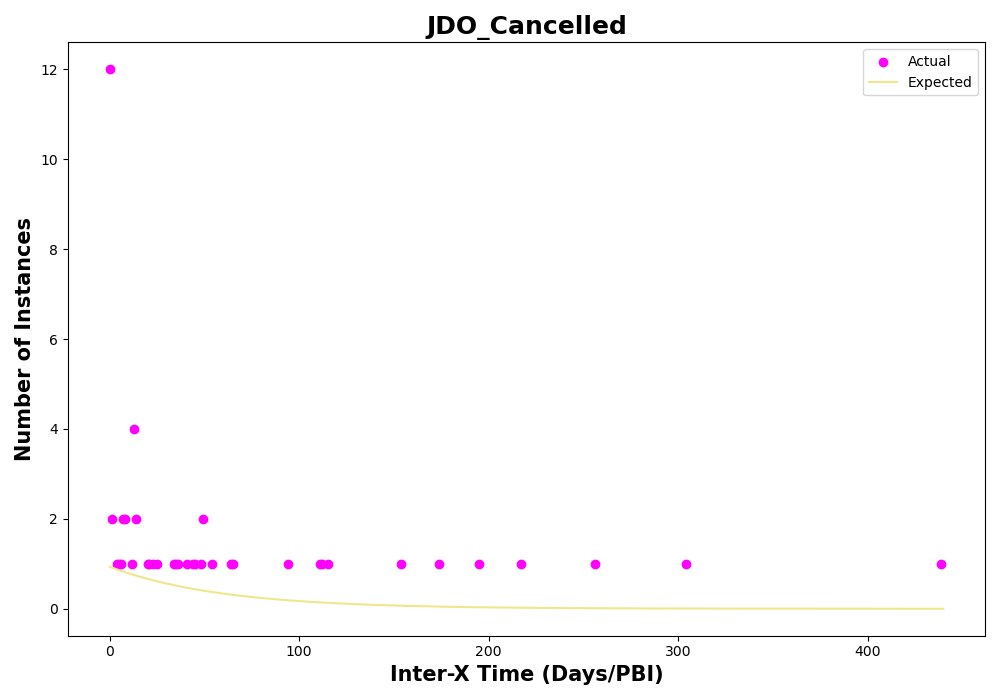 JDO_Cancelled
Actual
Expected
Number of Instances
12
10
8
6
4
2
0
0 100 200 300 400
Inter-X Time (Days/PBI)